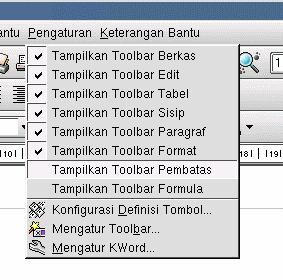 antu Pengaturan Keterangan Bantu
Tampilkan Toolbar Berkas
Tampilkan Toolbar Edit
Tampilkan Toolbar Tabel
Tampilkan Toolbar Sisip
Tampilkan Toolbar Paragraf
Tampilkan Toolbar Format
Tampilkan Toolbar Pembatas
Tampilkan Toolbar Formula
Konfigurasi Definisi Tombol...
Mengatur Toolbar...
Mengatur KWord...